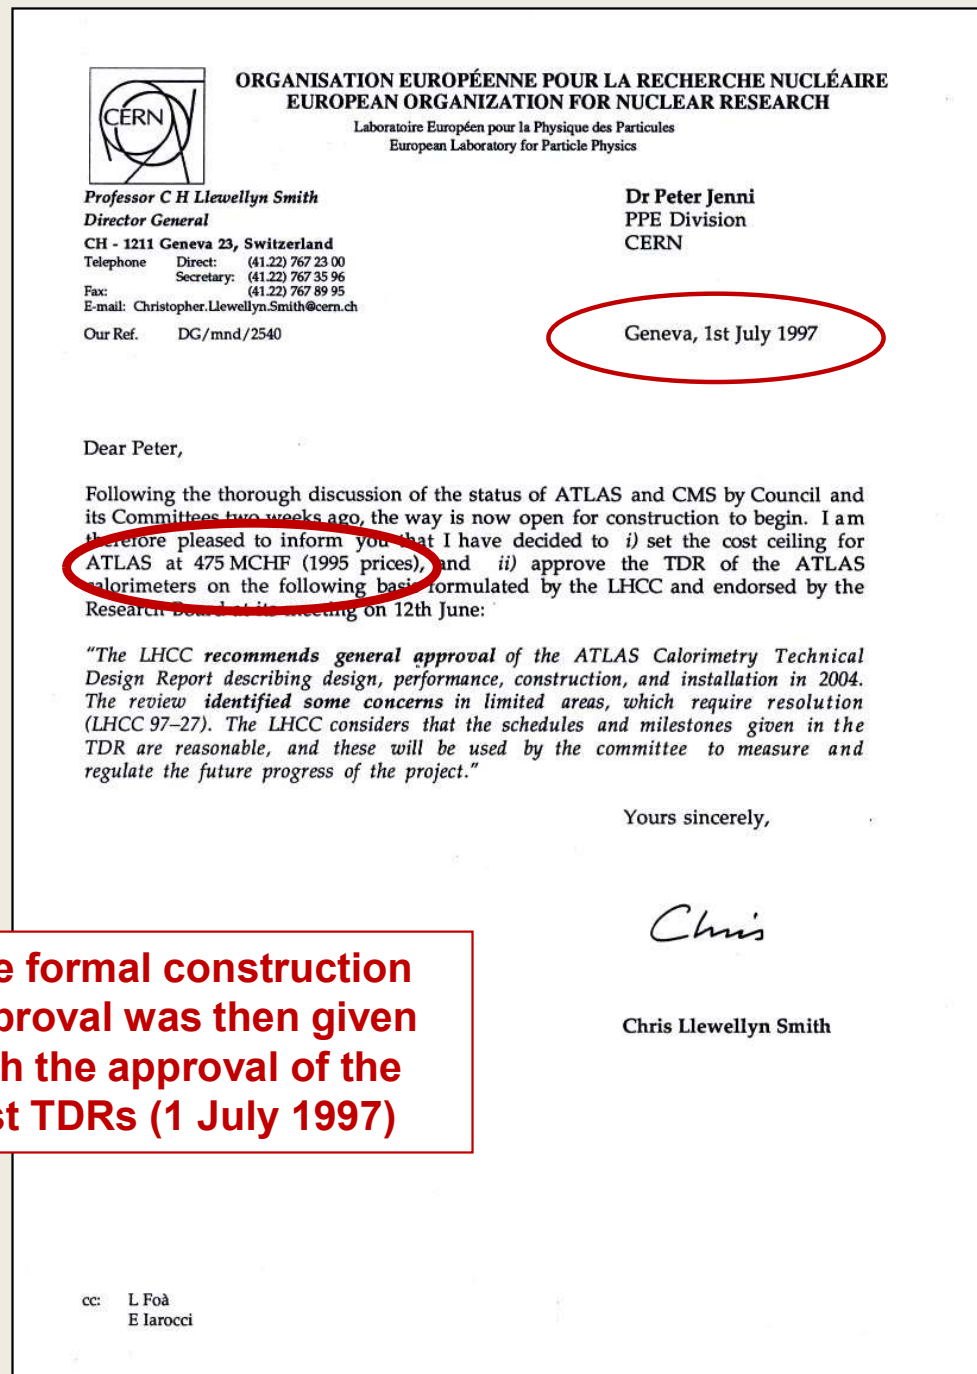 CERN
ORGANISATION EUROPÉENNE POUR LA RECHERCHE NUCLÉAIRE
EUROPEAN ORGANIZATION FOR NUCLEAR RESEARCH
Laboratoire Européen pour la Physique des Particules
European Laboratory for Particle Physics
Professor C H Llewellyn Smith
Director General
CH - 1211 Geneva 23, Switzerland
Telephone Direct: (41.22) 767 23 00
Secretary: (41.22) 767 35 96
Fax: (41.22) 767 89 95
E-mail: Christopher.Llewellyn.Smith@cern.ch
Our Ref. DG/mnd/2540
Dr Peter Jenni
PPE Division
CERN
Geneva, 1st July 1997
Dear Peter,
Following the thorough discussion of the status of ATLAS and CMS by Council and
its Committees two weeks ago, the way is now open for construction to begin. I am
therefore pleased to inform you that I have decided to i) set the cost ceiling for
ATLAS at 475 MCHF (1995 prices), and ii) approve the TDR of the ATLAS
calorimeters on the following basis formulated by the LHCC and endorsed by the
Research Board at its meeting on 12th June:
"The LHCC recommends general approval of the ATLAS Calorimetry Technical
Design Report describing design, performance, construction, and installation in 2004.
The review identified some concerns in limited areas, which require resolution
(LHCC 97–27). The LHCC considers that the schedules and milestones given in the
TDR are reasonable, and these will be used by the committee to measure and
regulate the future progress of the project."
Yours sincerely,
Chris
Chris Llewellyn Smith
e formal construction
proval was then given
h the approval of the
st TDRs (1 July 1997)
cc: L Foà
E Iarocci